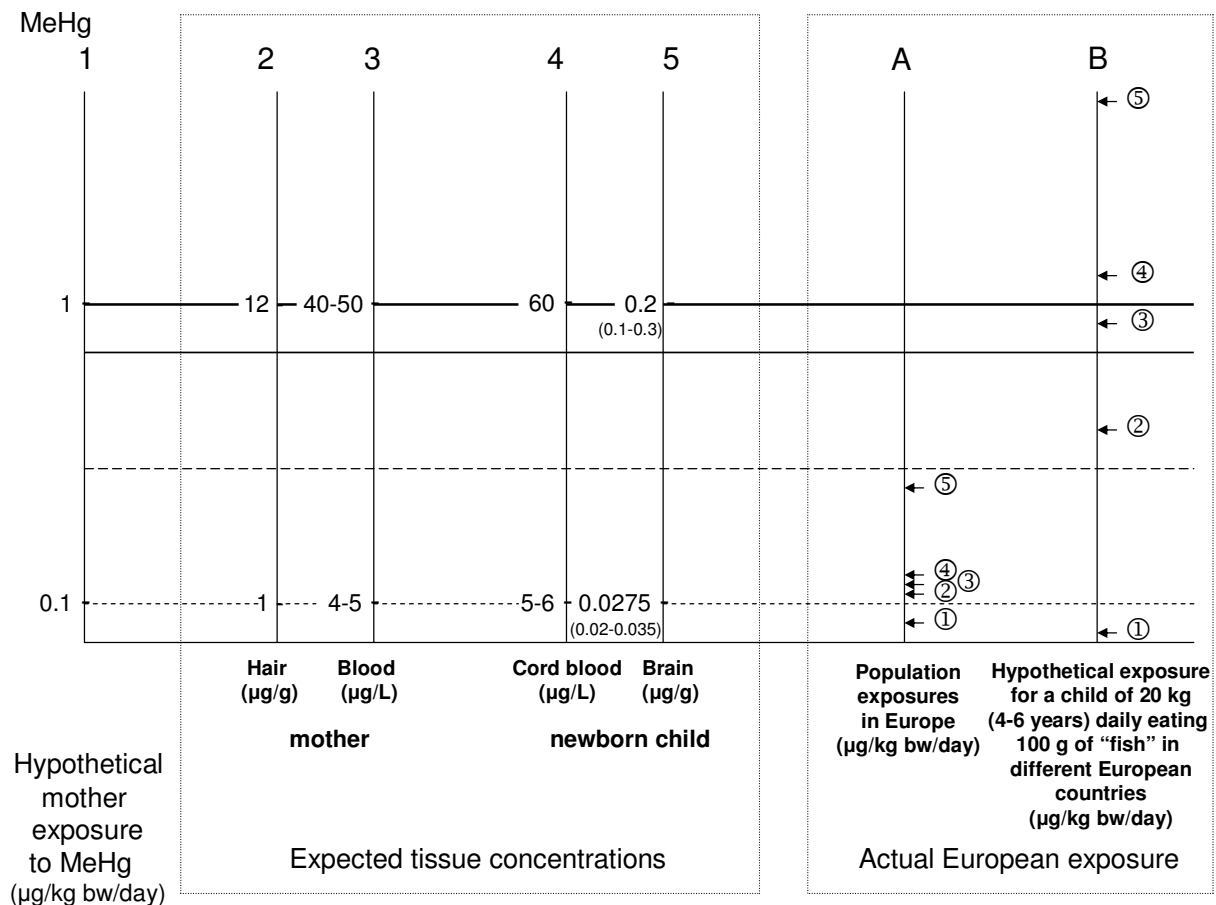 MeHg
1 2 3 4 5 A B
⑤
④
1 12 40-50 60 0.2
(0.1-0.3)
③
②
⑤
④
③
②
0.1 1 4-5 5-6 0.0275
(0.02-0.035)
①
①
Hair
(µg/g)
Blood
(µg/L)
Cord blood
(µg/L)
Brain
(µg/g)
mother
newborn child
Population
exposures
in Europe
(µg/kg bw/day)
Hypothetical exposure
for a child of 20 kg
(4-6 years) daily eating
100 g of “fish” in
different European
countries
(µg/kg bw/day)
Hypothetical
mother
exposure
to MeHg
(µg/kg bw/day)
Expected tissue concentrations
Actual European exposure